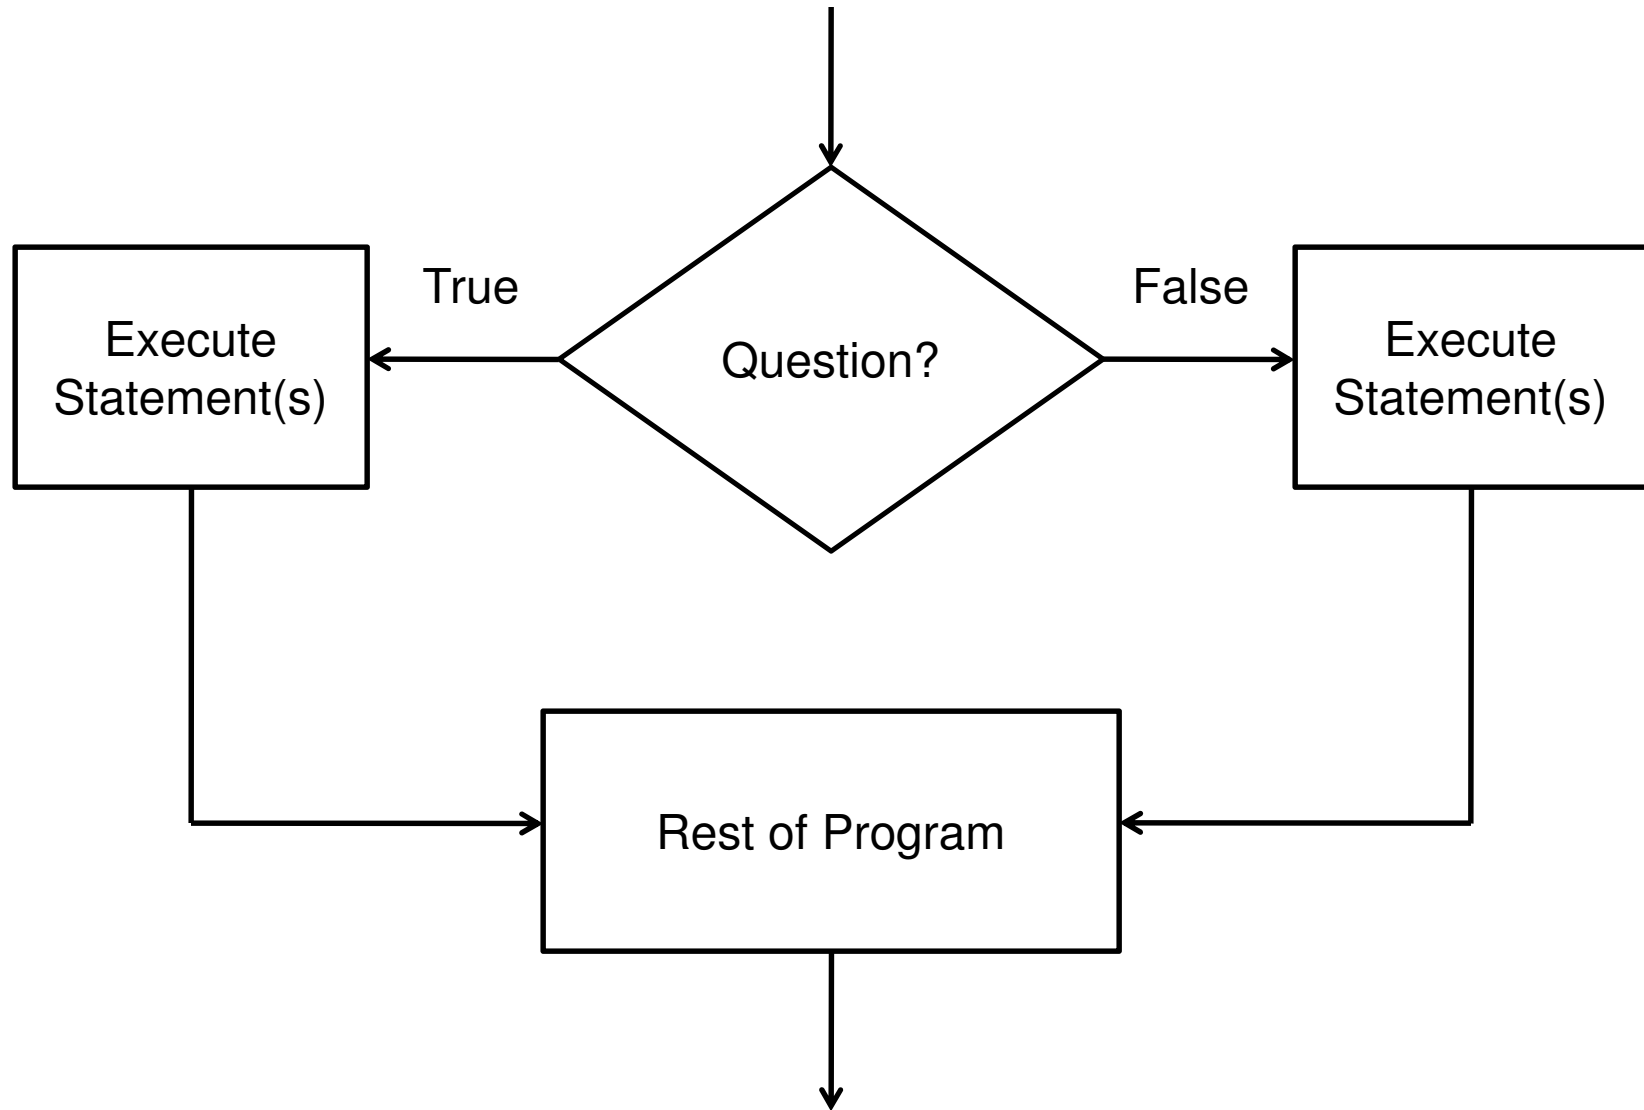 True
False
Execute
Statement(s)
Question?
Execute
Statement(s)
Rest of Program